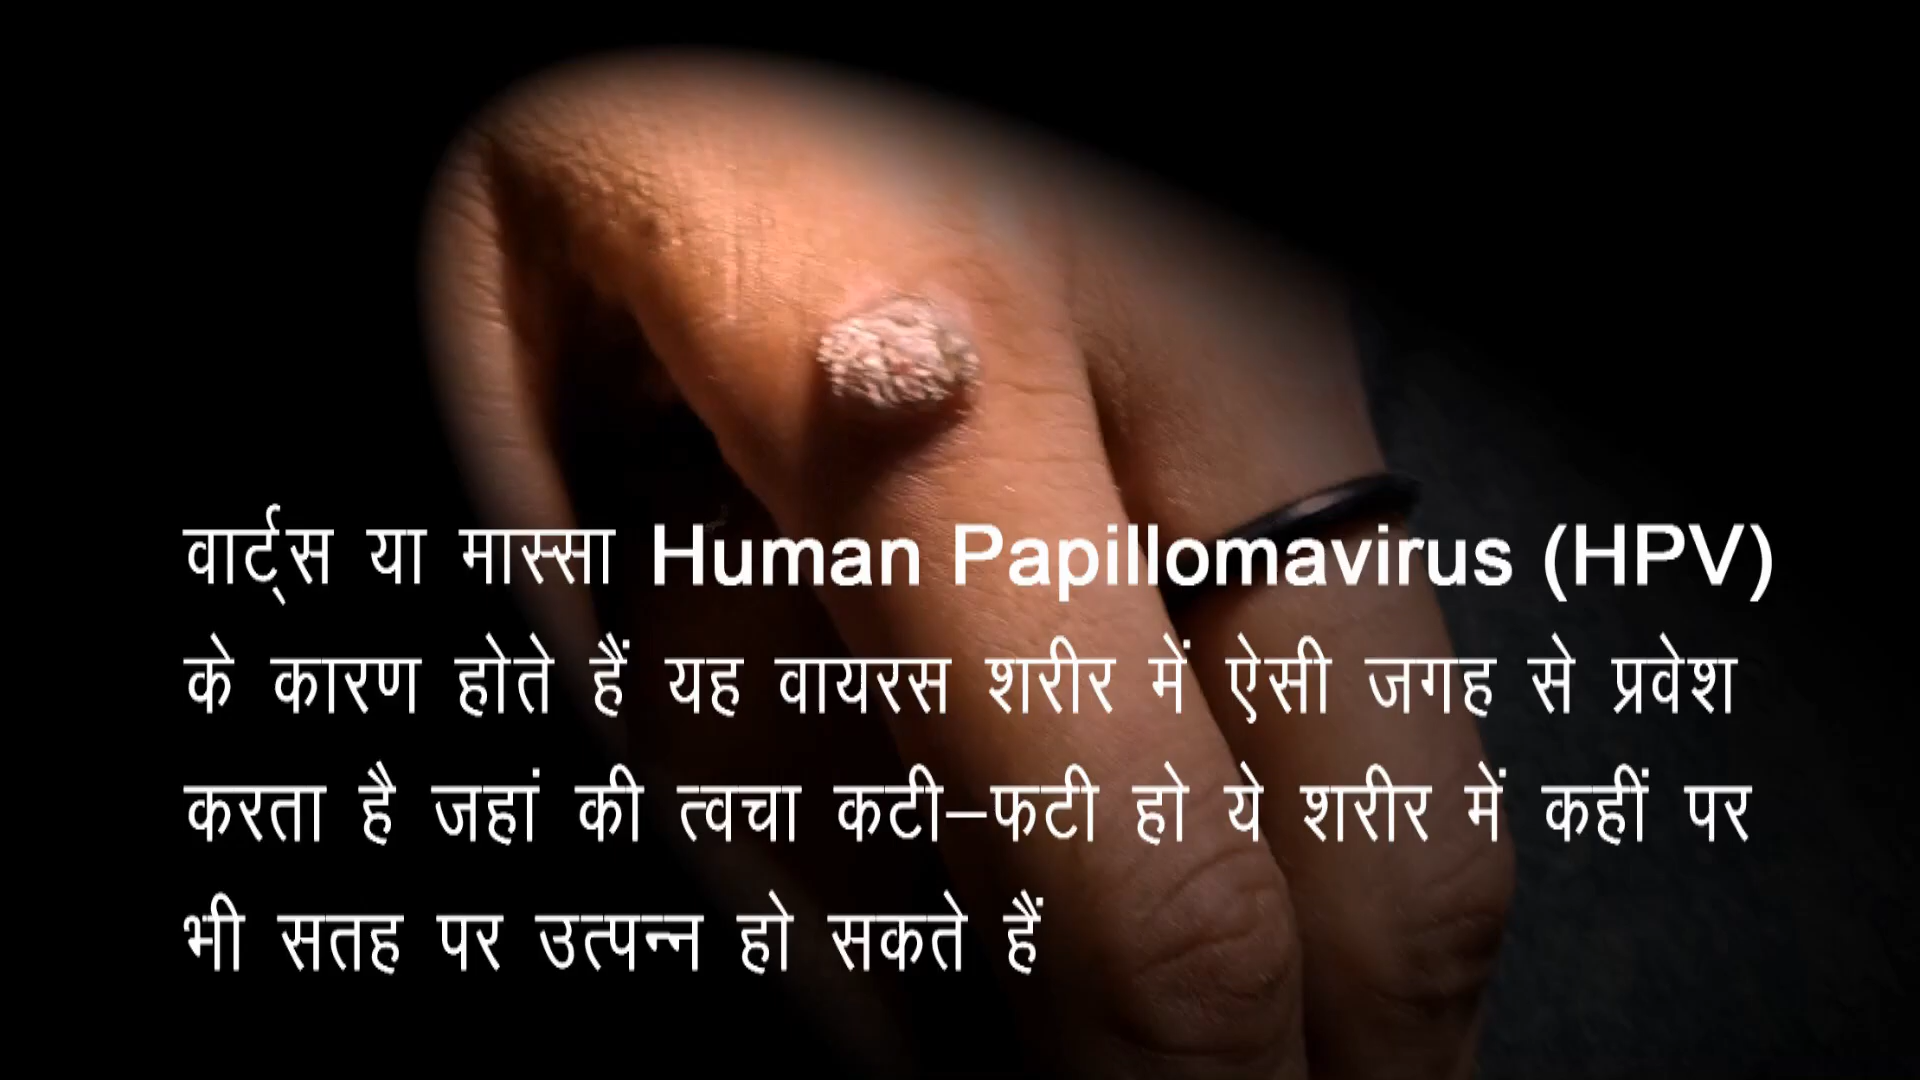 वार्ट्स या मास्सा Human Papillomavirus (HPV)
के कारण होते हैं यह वायरस शरीर में ऐसी जगह से प्रवेश
करता है जहां की त्वचा कटी–फटी हो ये शरीर में कहीं पर
भी सतह पर उत्पन्न हो सकते हैं